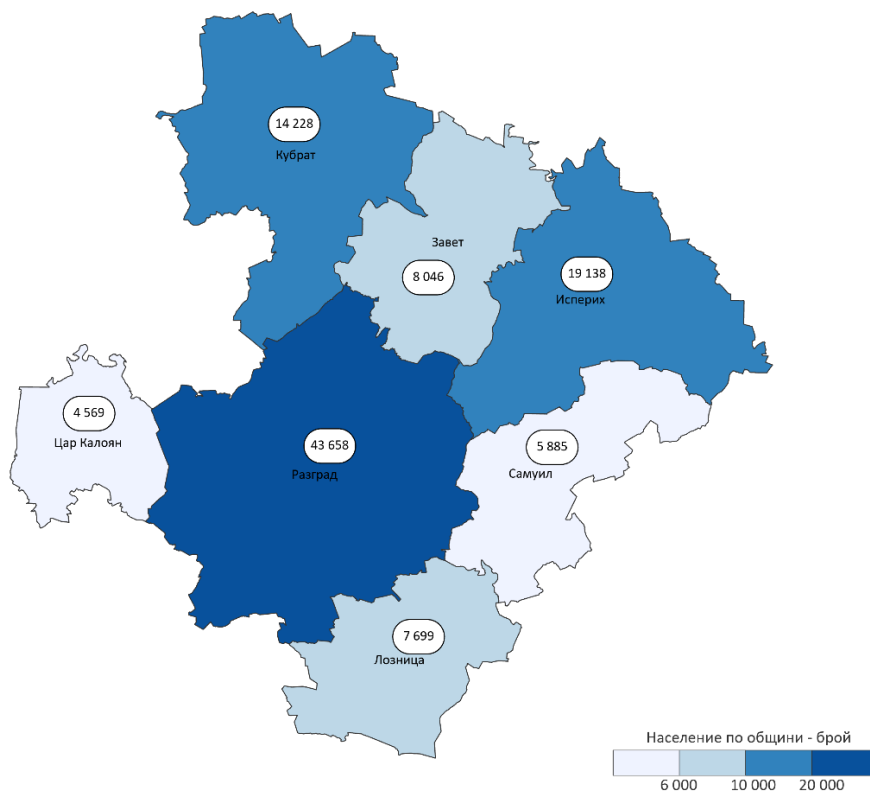 14 228
Кубрат
Завет
8 046
19 138
Исперих
4 569
Цар Калоян
43 658
Разград
5 885
Самуил
7 699
Лозница
Население по общини - брой
6 000 10 000 20 000